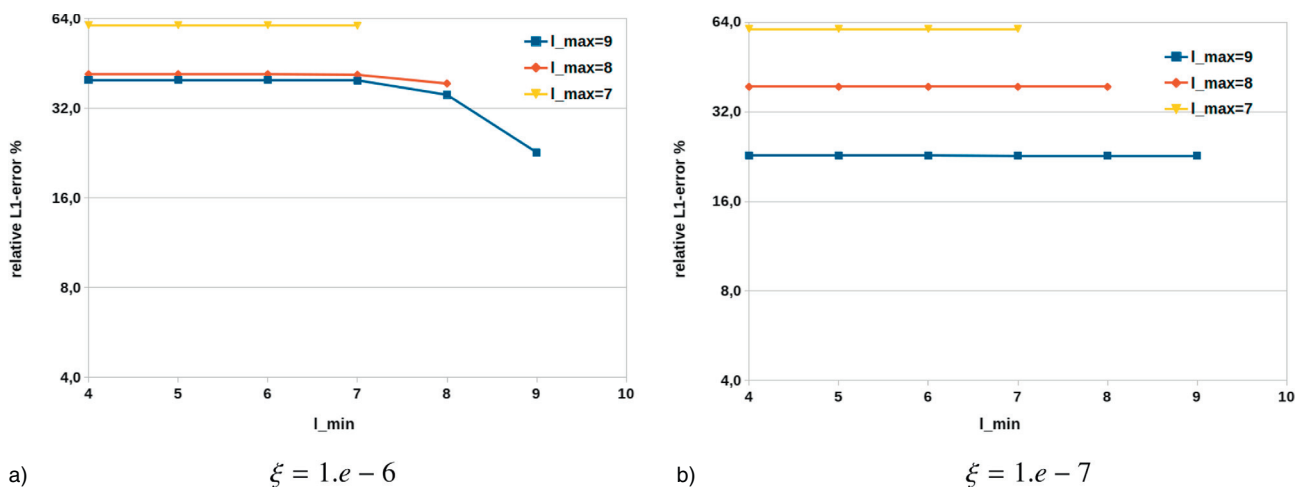 64,0
32,0
16,0
8,0
4,0
relative L1-error %
l_max=9
l_max=8
l_max=7
4 5 6 7 8 9 10
l_min
a) ξ = 1.e − 6
64,0
32,0
16,0
8,0
4,0
relative L1-error %
l_max=9
l_max=8
l_max=7
4 5 6 7 8 9 10
l_min
b) ξ = 1.e − 7